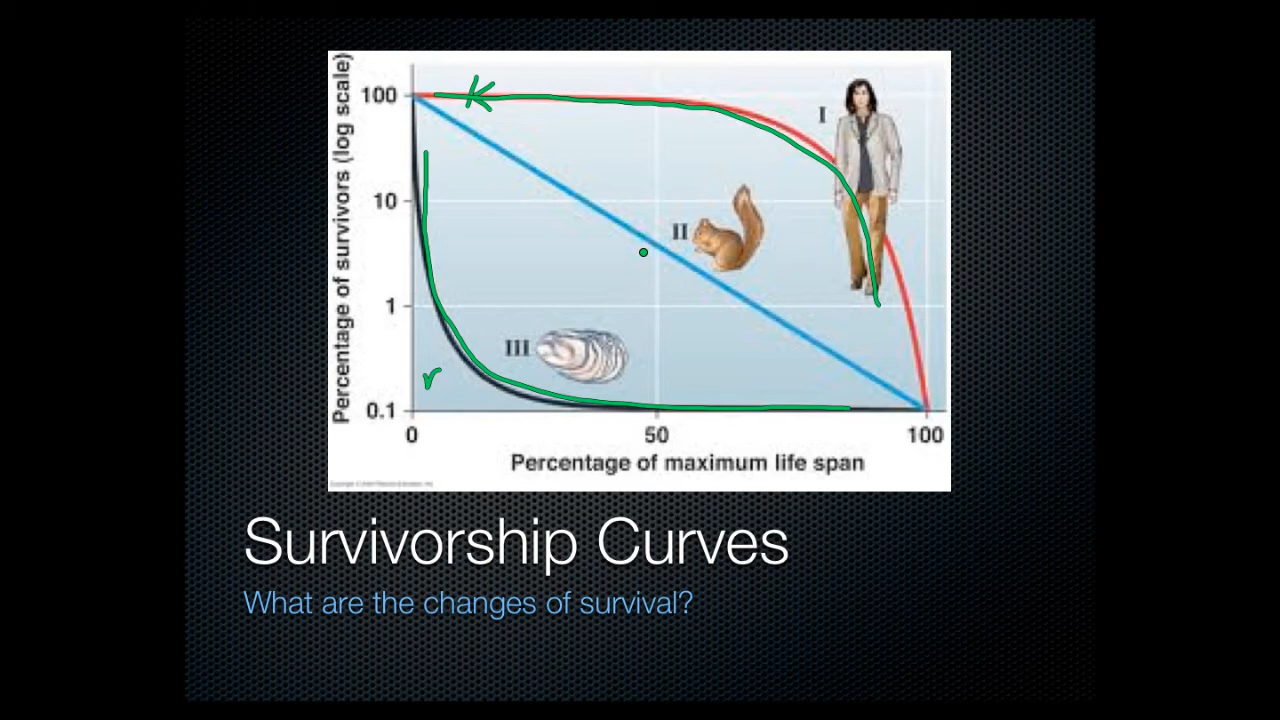 Percentage of survivors (log scale)
100
10
1
0.1
I
II
III
0
50
100
Percentage of maximum life span
Survivorship Curves
What are the changes of survival?